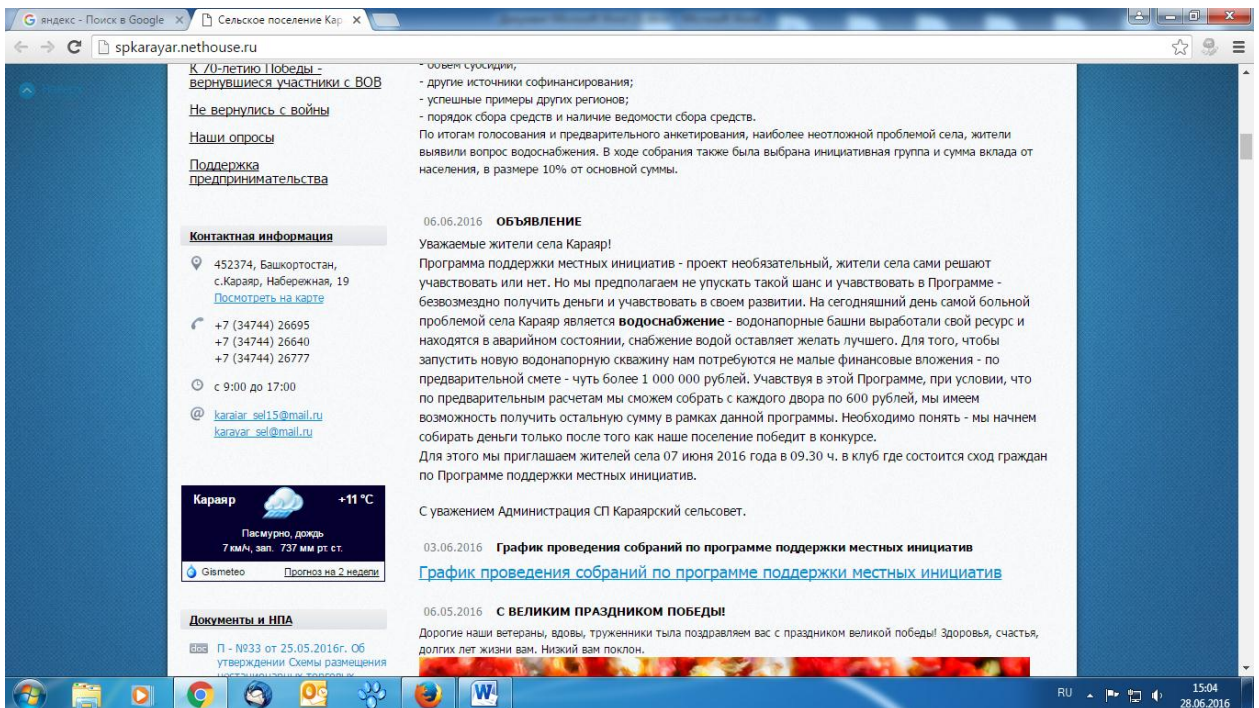 яндекс - Поиск в Google
Сельское поселение Кар
spkarayar.nethouse.ru
К 70-летию Победы -
вернувшиеся участники с ВОВ
Не вернулись с войны
Наши опросы
Поддержка
предпринимательства
Контактная информация
452374, Башкортостан,
с.Караяр, Набережная, 19
Посмотреть на карте
+7 (34744) 26695
+7 (34744) 26640
+7 (34744) 26777
с 9:00 до 17:00
karaiar_sel15@mail.ru
karayar_sel@mail.ru
Караяр +11 °C
Пасмурно, дождь
7 км/ч, зап. 737 мм рт. ст.
Gismeteo Прогноз на 2 недели
Документы и НПА
doc П - №33 от 25.05.2016г. Об
утверждении Схемы размещения
нестационарных торговых
- объем субсидии;
- другие источники софинансирования;
- успешные примеры других регионов;
- порядок сбора средств и наличие ведомости сбора средств.
По итогам голосования и предварительного анкетирования, наиболее неотложной проблемой села, жители
выявили вопрос водоснабжения. В ходе собрания также была выбрана инициативная группа и сумма вклада от
населения, в размере 10% от основной суммы.
06.06.2016 ОБЪЯВЛЕНИЕ
Уважаемые жители села Караяр!
Программа поддержки местных инициатив - проект необязательный, жители села сами решают
учавствовать или нет. Но мы предполагаем не упускать такой шанс и учавствовать в Программе -
безвозмездно получить деньги и учавствовать в своем развитии. На сегодняшний день самой больной
проблемой села Караяр является водоснабжение - водонапорные башни выработали свой ресурс и
находятся в аварийном состоянии, снабжение водой оставляет желать лучшего. Для того, чтобы
запустить новую водонапорную скважину нам потребуются не малые финансовые вложения - по
предварительной смете - чуть более 1 000 000 рублей. Учавствуя в этой Программе, при условии, что
по предварительным расчетам мы сможем собрать с каждого двора по 600 рублей, мы имеем
возможность получить остальную сумму в рамках данной программы. Необходимо понять - мы начнем
собирать деньги только после того как наше поселение победит в конкурсе.
Для этого мы приглашаем жителей села 07 июня 2016 года в 09.30 ч. в клуб где состоится сход граждан
по Программе поддержки местных инициатив.
С уважением Администрация СП Караярский сельсовет.
03.06.2016 График проведения собраний по программе поддержки местных инициатив
График проведения собраний по программе поддержки местных инициатив
06.05.2016 С ВЕЛИКИМ ПРАЗДНИКОМ ПОБЕДЫ!
Дорогие наши ветераны, вдовы, труженники тыла поздравляем вас с праздником великой победы! Здоровья, счастья,
долгих лет жизни вам. Низкий вам поклон.
RU
15:04
28.06.2016